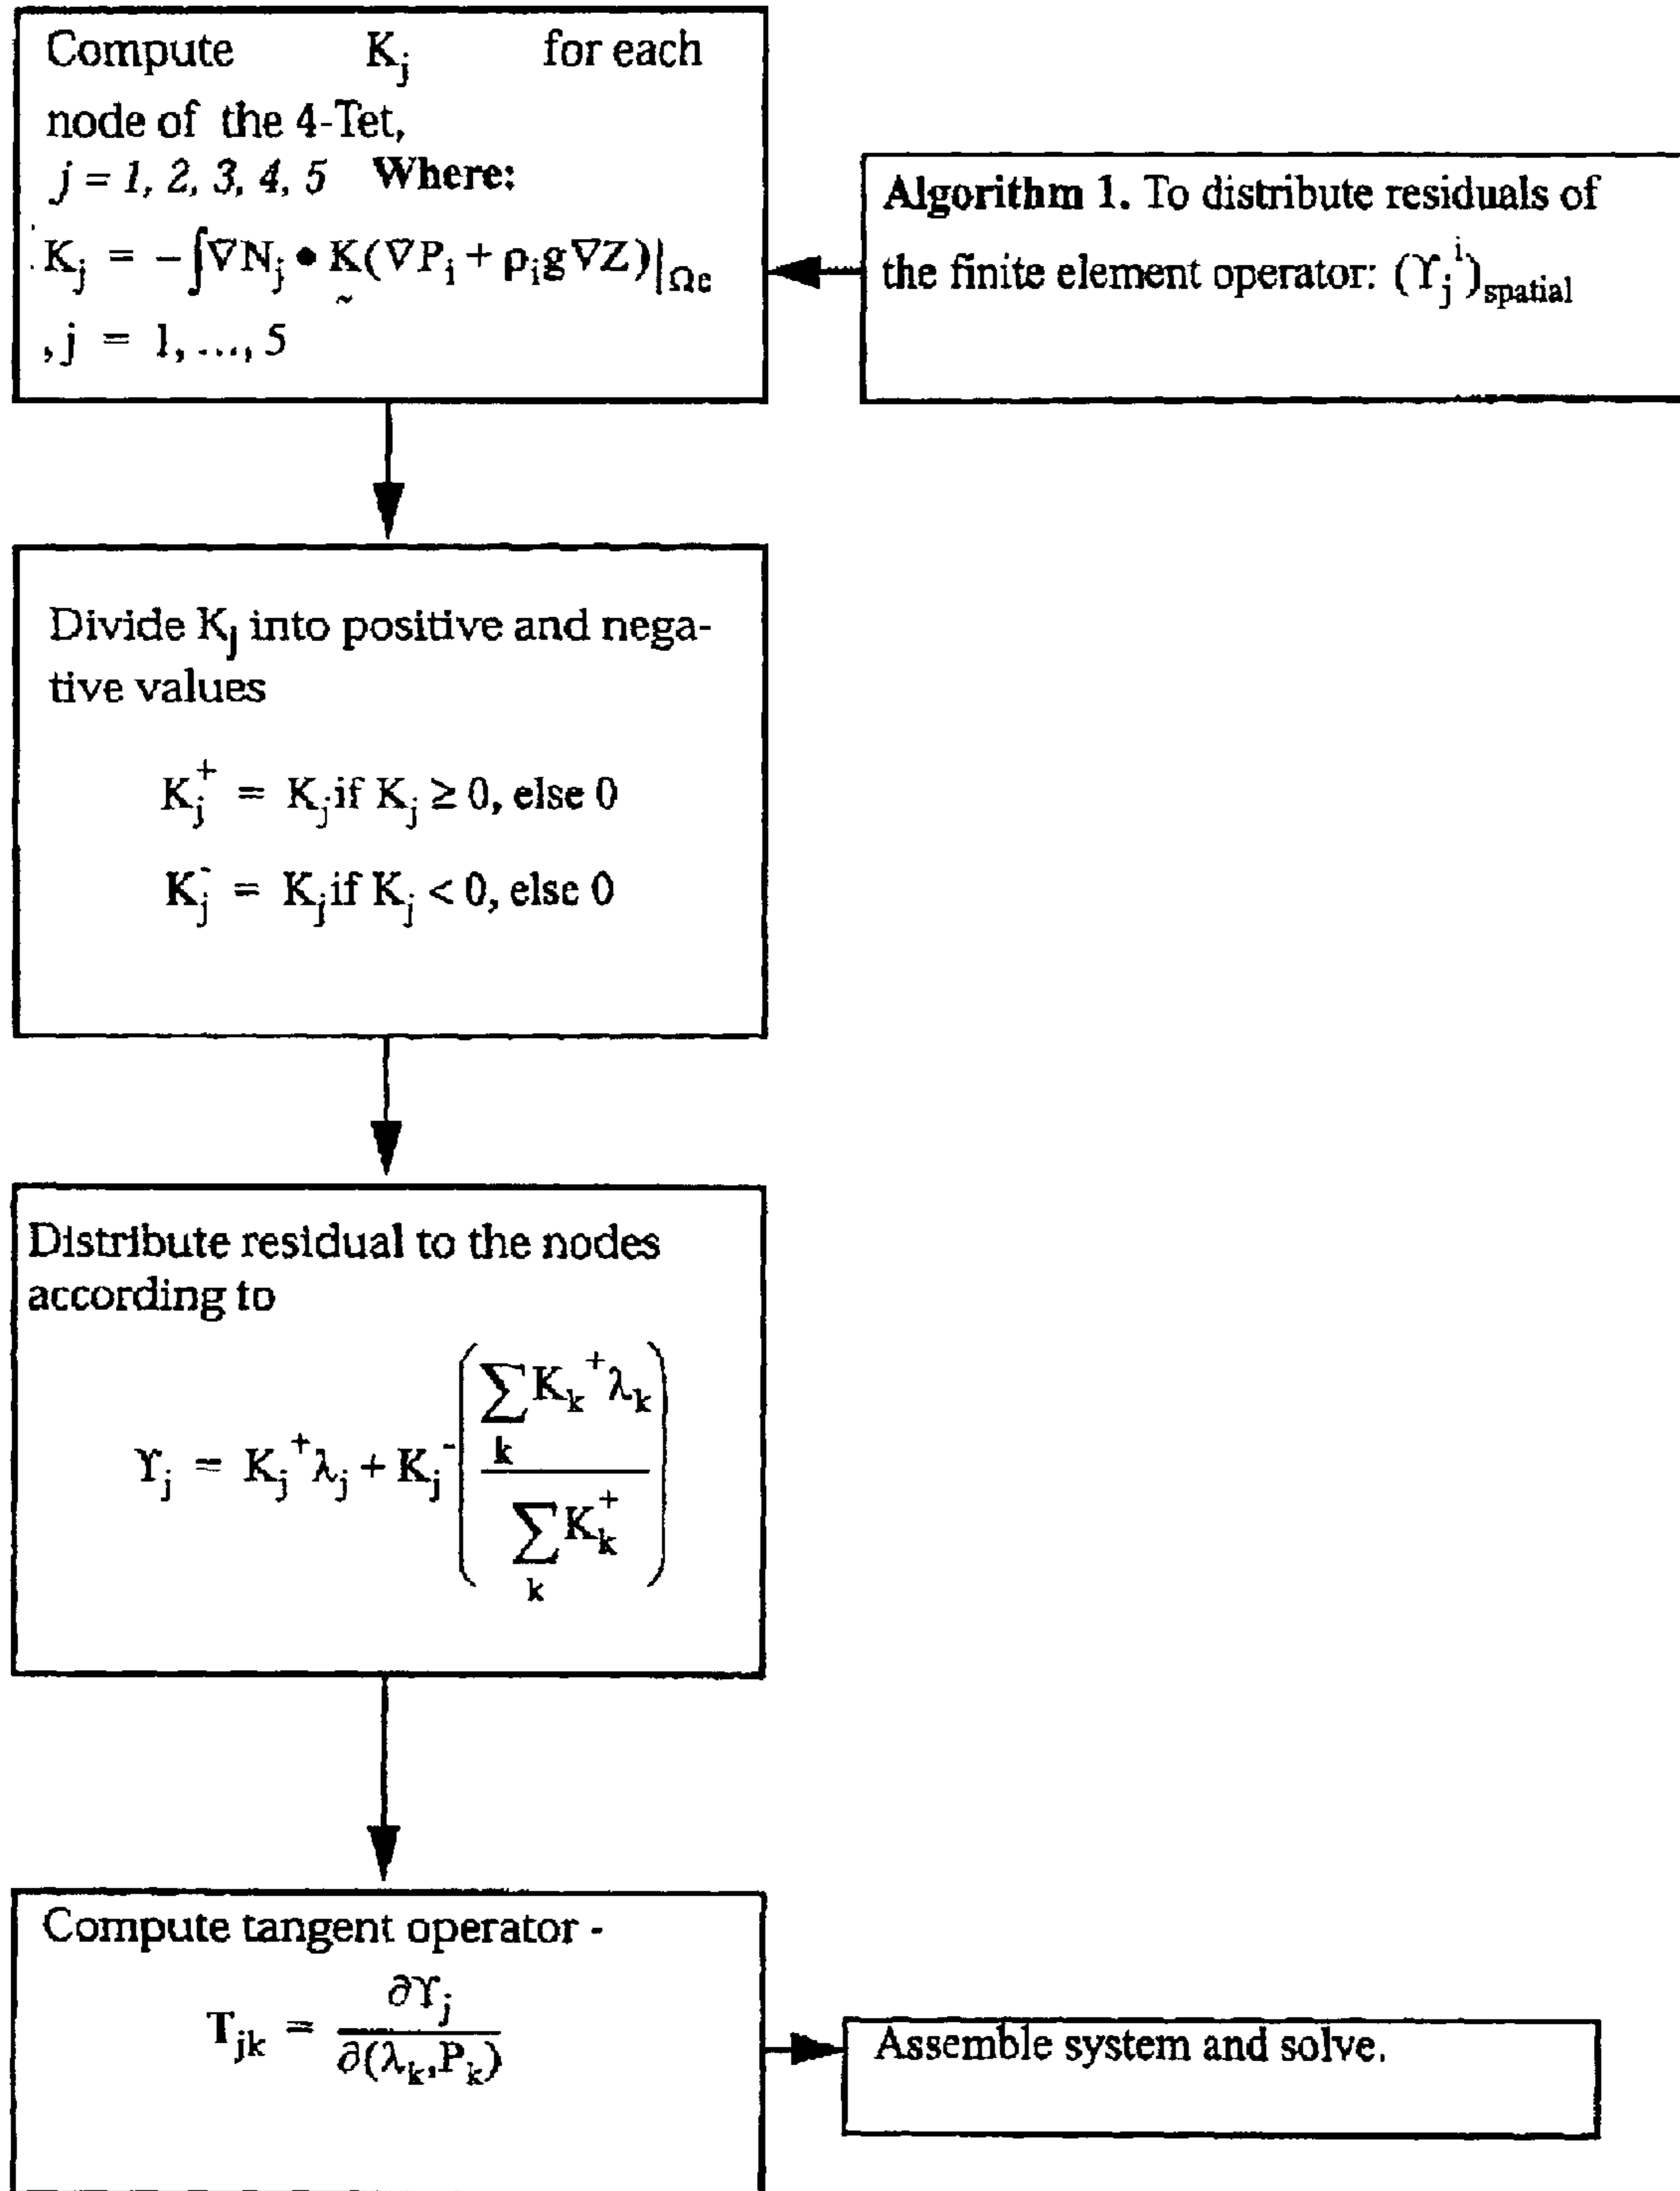 Compute K_j for each
node of the 4-Tet,
j = 1, 2, 3, 4, 5 Where:
K_j = -∫∇N_j • K̰(∇P_i + ρ_i g∇Z)|_Ωe
, j = 1, ..., 5
Algorithm 1. To distribute residuals of
the finite element operator: (ϒ_j^i)_spatial
Divide K_j into positive and nega-
tive values
K_j^+ = K_j if K_j ≥ 0, else 0
K_j^- = K_j if K_j < 0, else 0
Distribute residual to the nodes
according to
ϒ_j = K_j^+ λ_j + K_j^- (∑_k K_k^+ λ_k / ∑_k K_k^+)
Compute tangent operator -
T_jk = ∂ϒ_j / ∂(λ_k, P_k)
Assemble system and solve.